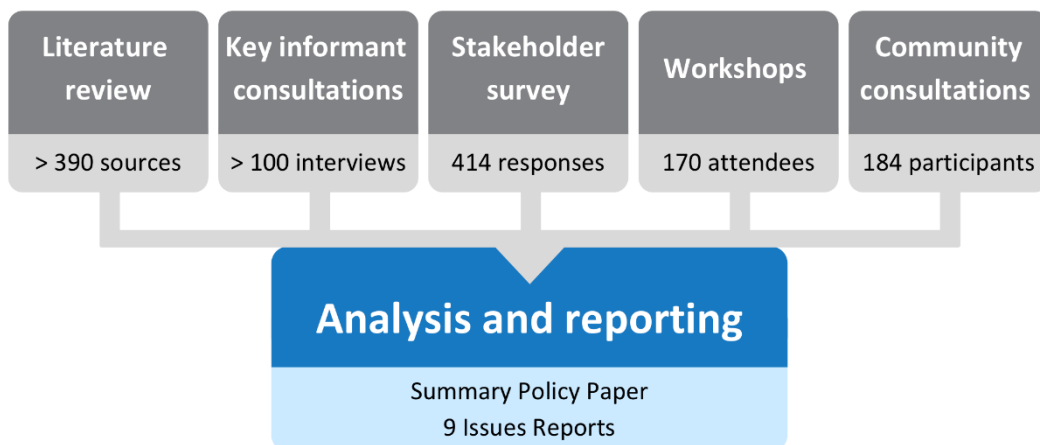 Literature
review
> 390 sources
Key informant
consultations
> 100 interviews
Stakeholder
survey
414 responses
Workshops
170 attendees
Community
consultations
184 participants
Analysis and reporting
Summary Policy Paper
9 Issues Reports